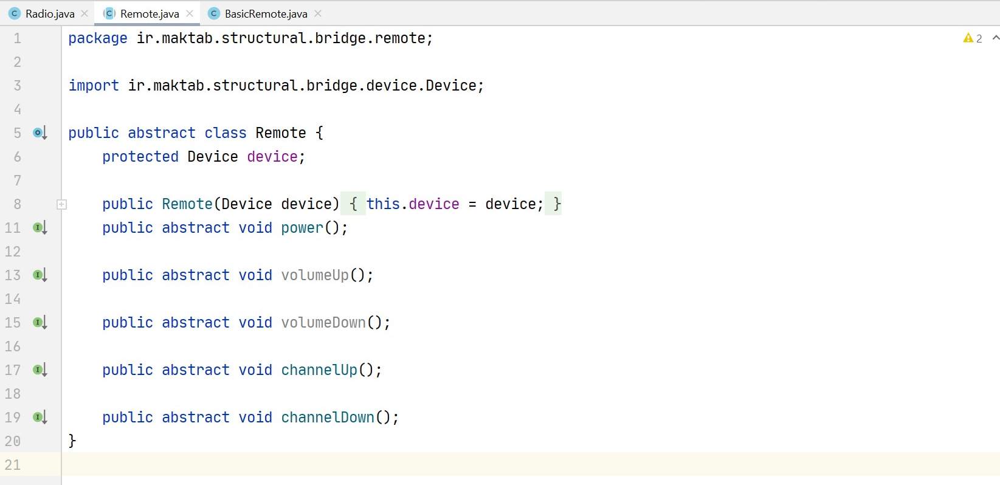 Radio.java Remote.java BasicRemote.java
1 package ir.maktab.structural.bridge.remote; 2
2
3 import ir.maktab.structural.bridge.device.Device;
4
5 public abstract class Remote {
6 protected Device device;
7
8 public Remote(Device device) { this.device = device; }
11 public abstract void power();
12
13 public abstract void volumeUp();
14
15 public abstract void volumeDown();
16
17 public abstract void channelUp();
18
19 public abstract void channelDown();
20 }
21